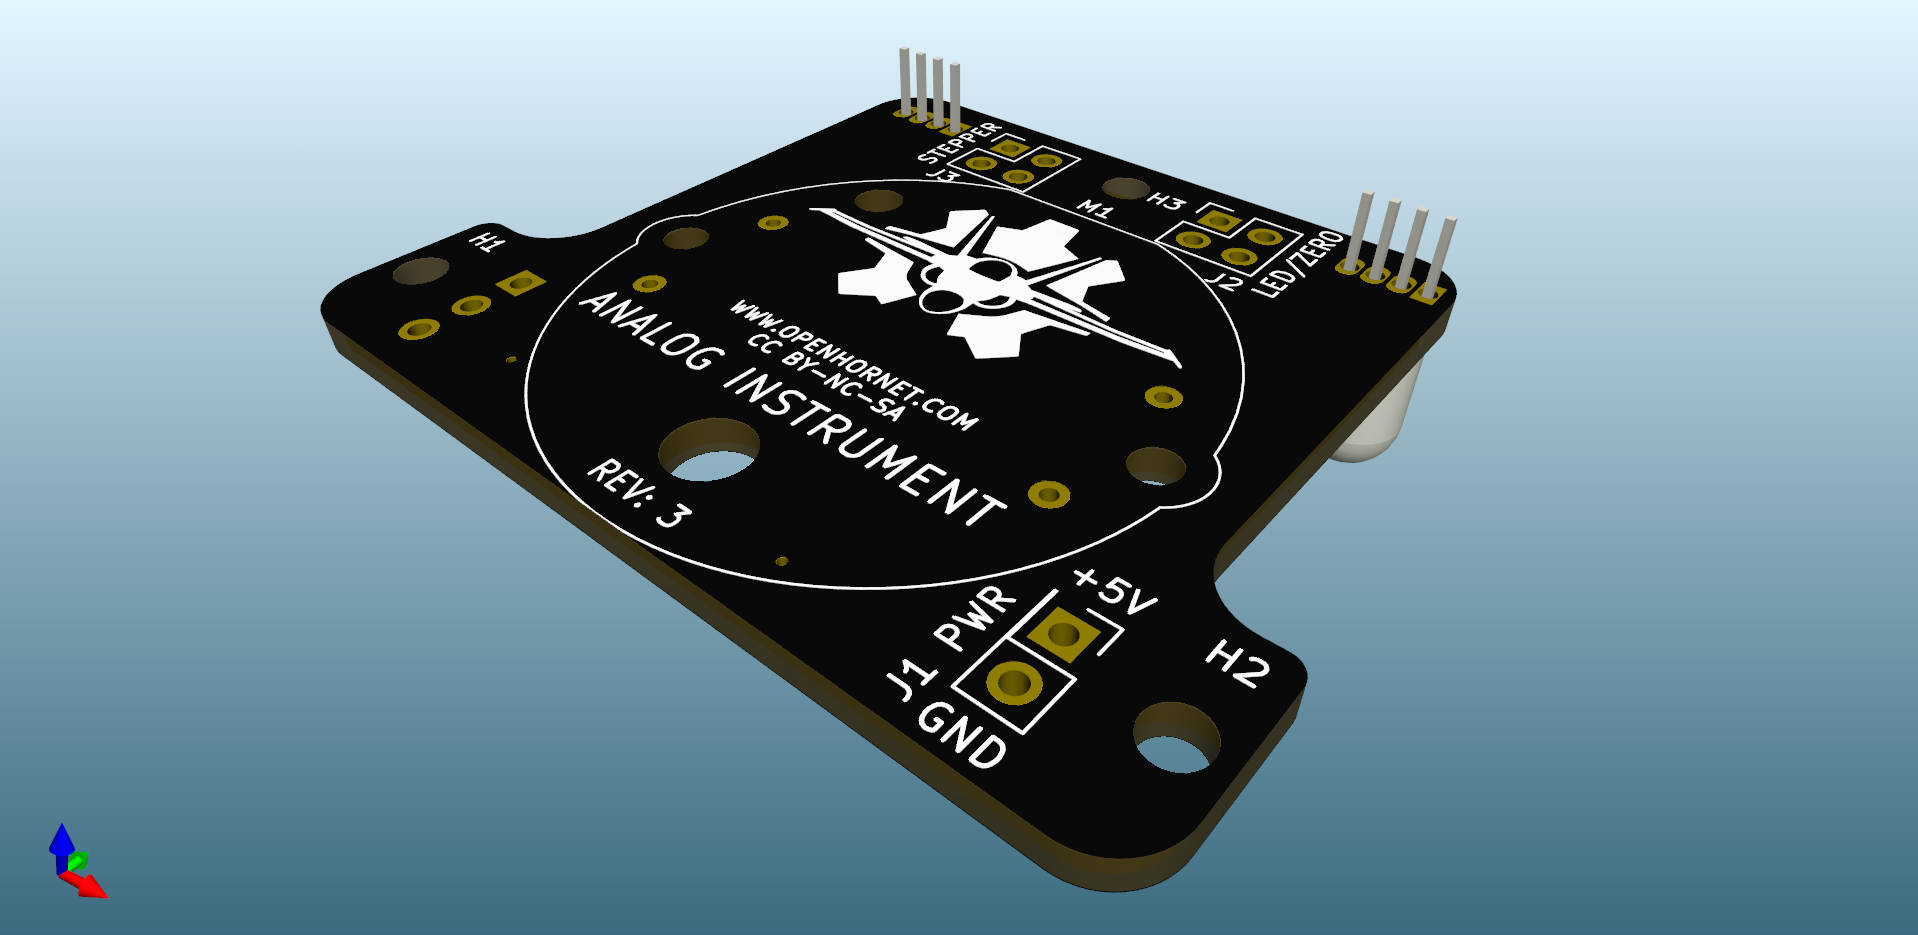 STEPPER
J3
M1
H3
J2
LED/ZERO
H1
WWW.OPENHORNET.COM
CC BY-NC-SA
ANALOG INSTRUMENT
REV: 3
+5V
PWR
J1
GND
H2